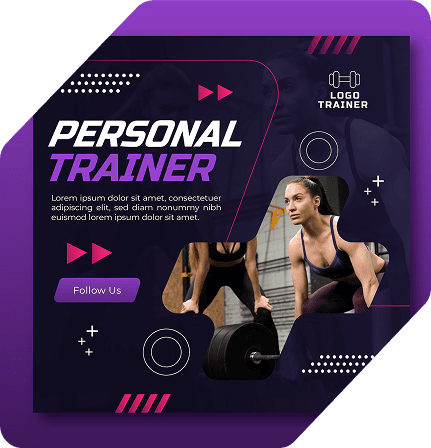 LOGO
TRAINER
PERSONAL
TRAINER
Lorem ipsum dolor sit amet, consectetuer
adipiscing elit, sed diam nonummy nibh
euismod lorem ipsum dolor sit amet.
Follow Us